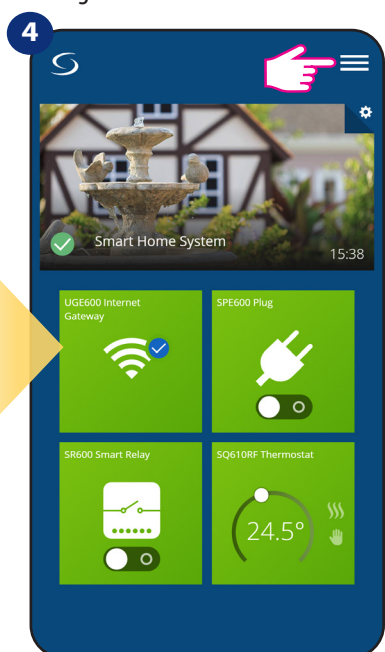 4
Smart Home System
15:38
UGE600 Internet
Gateway
SPE600 Plug
SR600 Smart Relay
SQ610RF Thermostat
24.5°